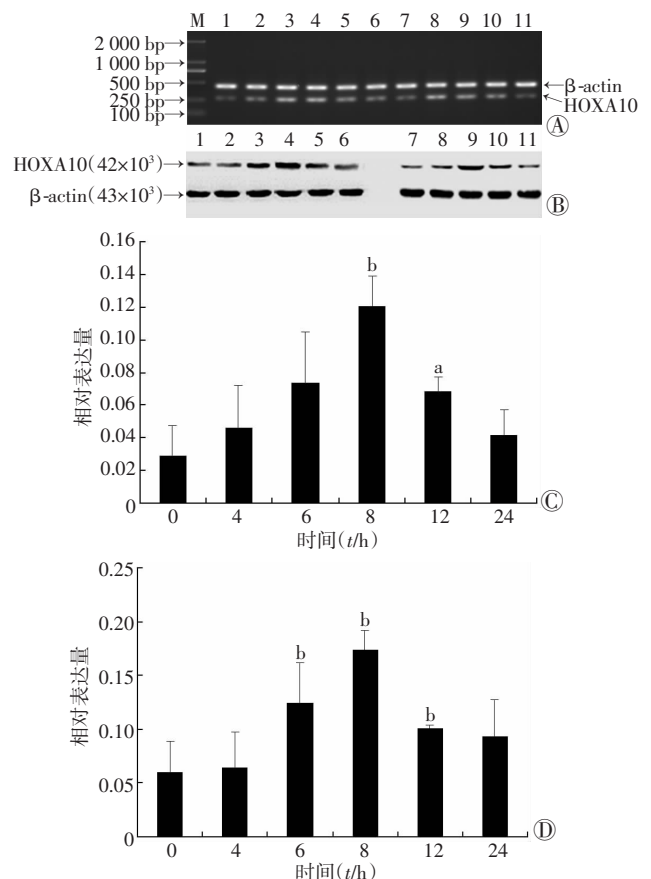 M 1 2 3 4 5 6 7 8 9 10 11
2 000 bp→
1 000 bp→
500 bp→
250 bp→
100 bp→
←β-actin
HOXA10
Ⓐ
1 2 3 4 5 6 7 8 9 10 11
HOXA10(42×10³)→
β-actin(43×10³)→
Ⓑ
相对表达量
0.16
0.14
0.12
0.10
0.08
0.06
0.04
0.02
0
b
a
0 4 6 8 12 24
时间(t/h)
Ⓒ
相对表达量
0.25
0.20
0.15
0.10
0.05
0
b
b
b
0 4 6 8 12 24
时间(t/h)
Ⓓ